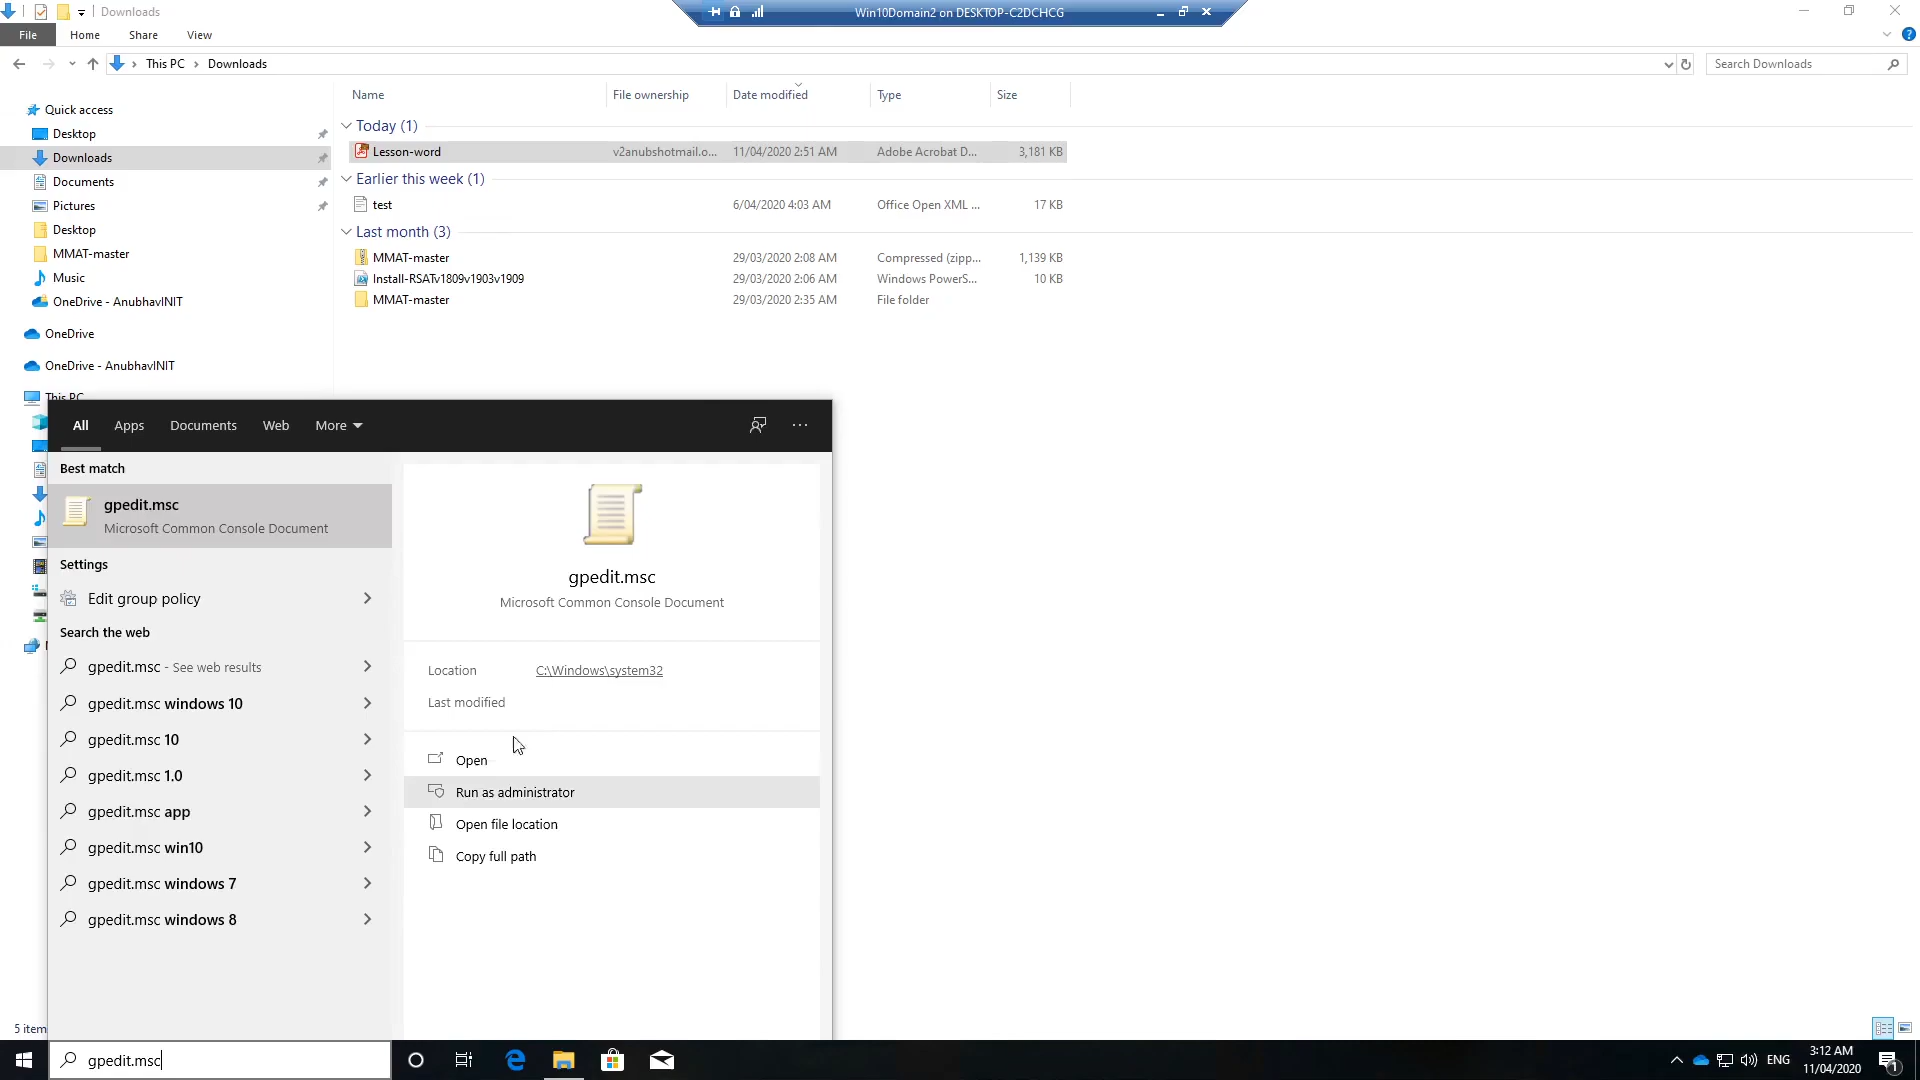 Downloads
Win10Domain2 on DESKTOP-C2DCHCG
File Home Share View
This PC Downloads
Search Downloads
Name File ownership Date modified Type Size
Quick access
Desktop
Downloads
Documents
Pictures
Desktop
MMAT-master
Music
OneDrive - AnubhavINIT
OneDrive
OneDrive - AnubhavINIT
This PC
Today (1)
Lesson-word v2anubshotmail.o... 11/04/2020 2:51 AM Adobe Acrobat D... 3,181 KB
Earlier this week (1)
test 6/04/2020 4:03 AM Office Open XML ... 17 KB
Last month (3)
MMAT-master 29/03/2020 2:08 AM Compressed (zipp... 1,139 KB
Install-RSATv1809v1903v1909 29/03/2020 2:06 AM Windows PowerS... 10 KB
MMAT-master 29/03/2020 2:35 AM File folder
All Apps Documents Web More
Best match
gpedit.msc
Microsoft Common Console Document
Settings
Edit group policy
Search the web
gpedit.msc - See web results
gpedit.msc windows 10
gpedit.msc 10
gpedit.msc 1.0
gpedit.msc app
gpedit.msc win10
gpedit.msc windows 7
gpedit.msc windows 8
gpedit.msc
Microsoft Common Console Document
Location C:\Windows\system32
Last modified
Open
Run as administrator
Open file location
Copy full path
5 item
gpedit.msc
ENG
3:12 AM
11/04/2020
1